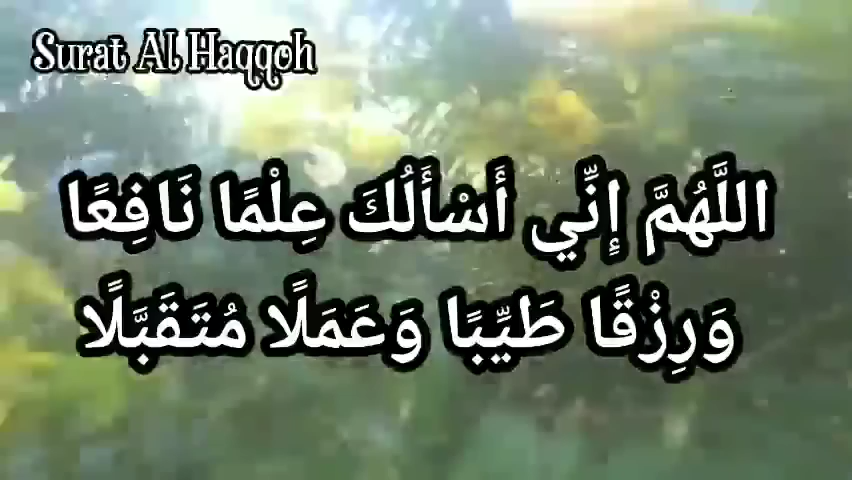 Surat Al Haqqoh
اللَّهُمَّ إِنِّي أَسْأَلُكَ عِلْمًا نَافِعًا
وَرِزْقًا طَيِّبًا وَعَمَلًا مُتَقَبَّلًا